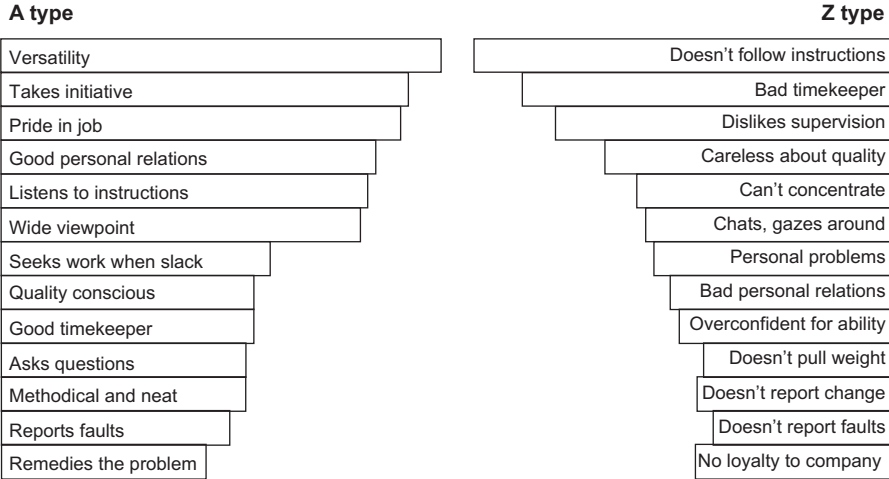 A type
Z type
Versatility
Doesn’t follow instructions
Takes initiative
Bad timekeeper
Pride in job
Dislikes supervision
Good personal relations
Careless about quality
Listens to instructions
Can’t concentrate
Wide viewpoint
Chats, gazes around
Seeks work when slack
Personal problems
Quality conscious
Bad personal relations
Good timekeeper
Overconfident for ability
Asks questions
Doesn’t pull weight
Methodical and neat
Doesn’t report change
Reports faults
Doesn’t report faults
Remedies the problem
No loyalty to company